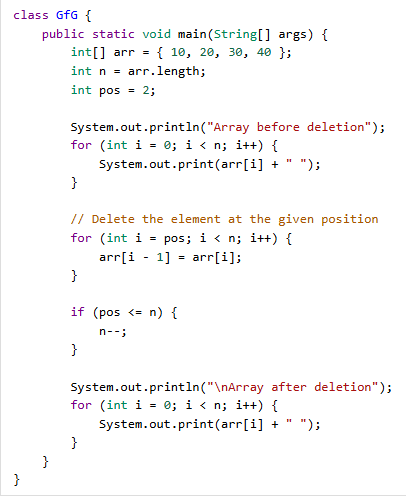 class GfG {
    public static void main(String[] args) {
        int[] arr = { 10, 20, 30, 40 };
        int n = arr.length;
        int pos = 2;

        System.out.println("Array before deletion");
        for (int i = 0; i < n; i++) {
            System.out.print(arr[i] + " ");
        }

        // Delete the element at the given position
        for (int i = pos; i < n; i++) {
            arr[i - 1] = arr[i];
        }

        if (pos <= n) {
            n--;
        }

        System.out.println("\nArray after deletion");
        for (int i = 0; i < n; i++) {
            System.out.print(arr[i] + " ");
        }
    }
}